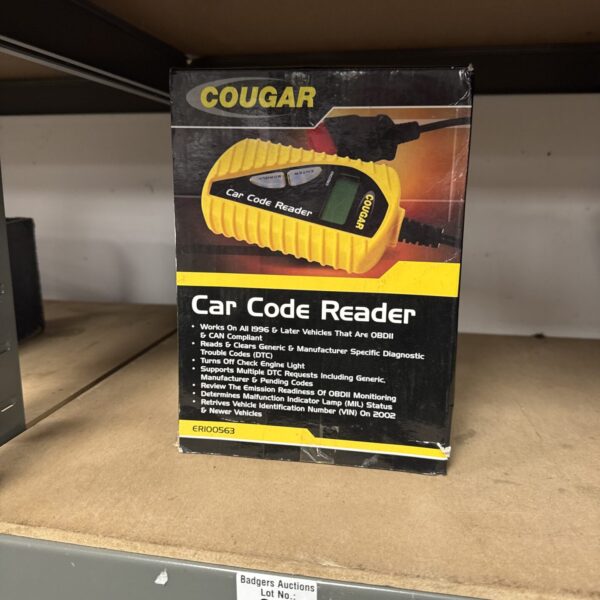 COUGAR
Car Code Reader
COUGAR
Car Code Reader
• Works On All 1996 & Later Vehicles That Are OBDII
& CAN Compliant
• Reads & Clears Generic & Manufacturer Specific Diagnostic
Trouble Codes (DTC)
• Turns Off Check Engine Light
• Supports Multiple DTC Requests Including Generic,
Manufacturer & Pending Codes
• Review The Emission Readiness Of OBDII Monitoring
• Determines Malfunction Indicator Lamp (MIL) Status
• Retrives Vehicle Identification Number (VIN) On 2002
& Newer Vehicles
ER100563
Badgers Auctions
Lot No.: